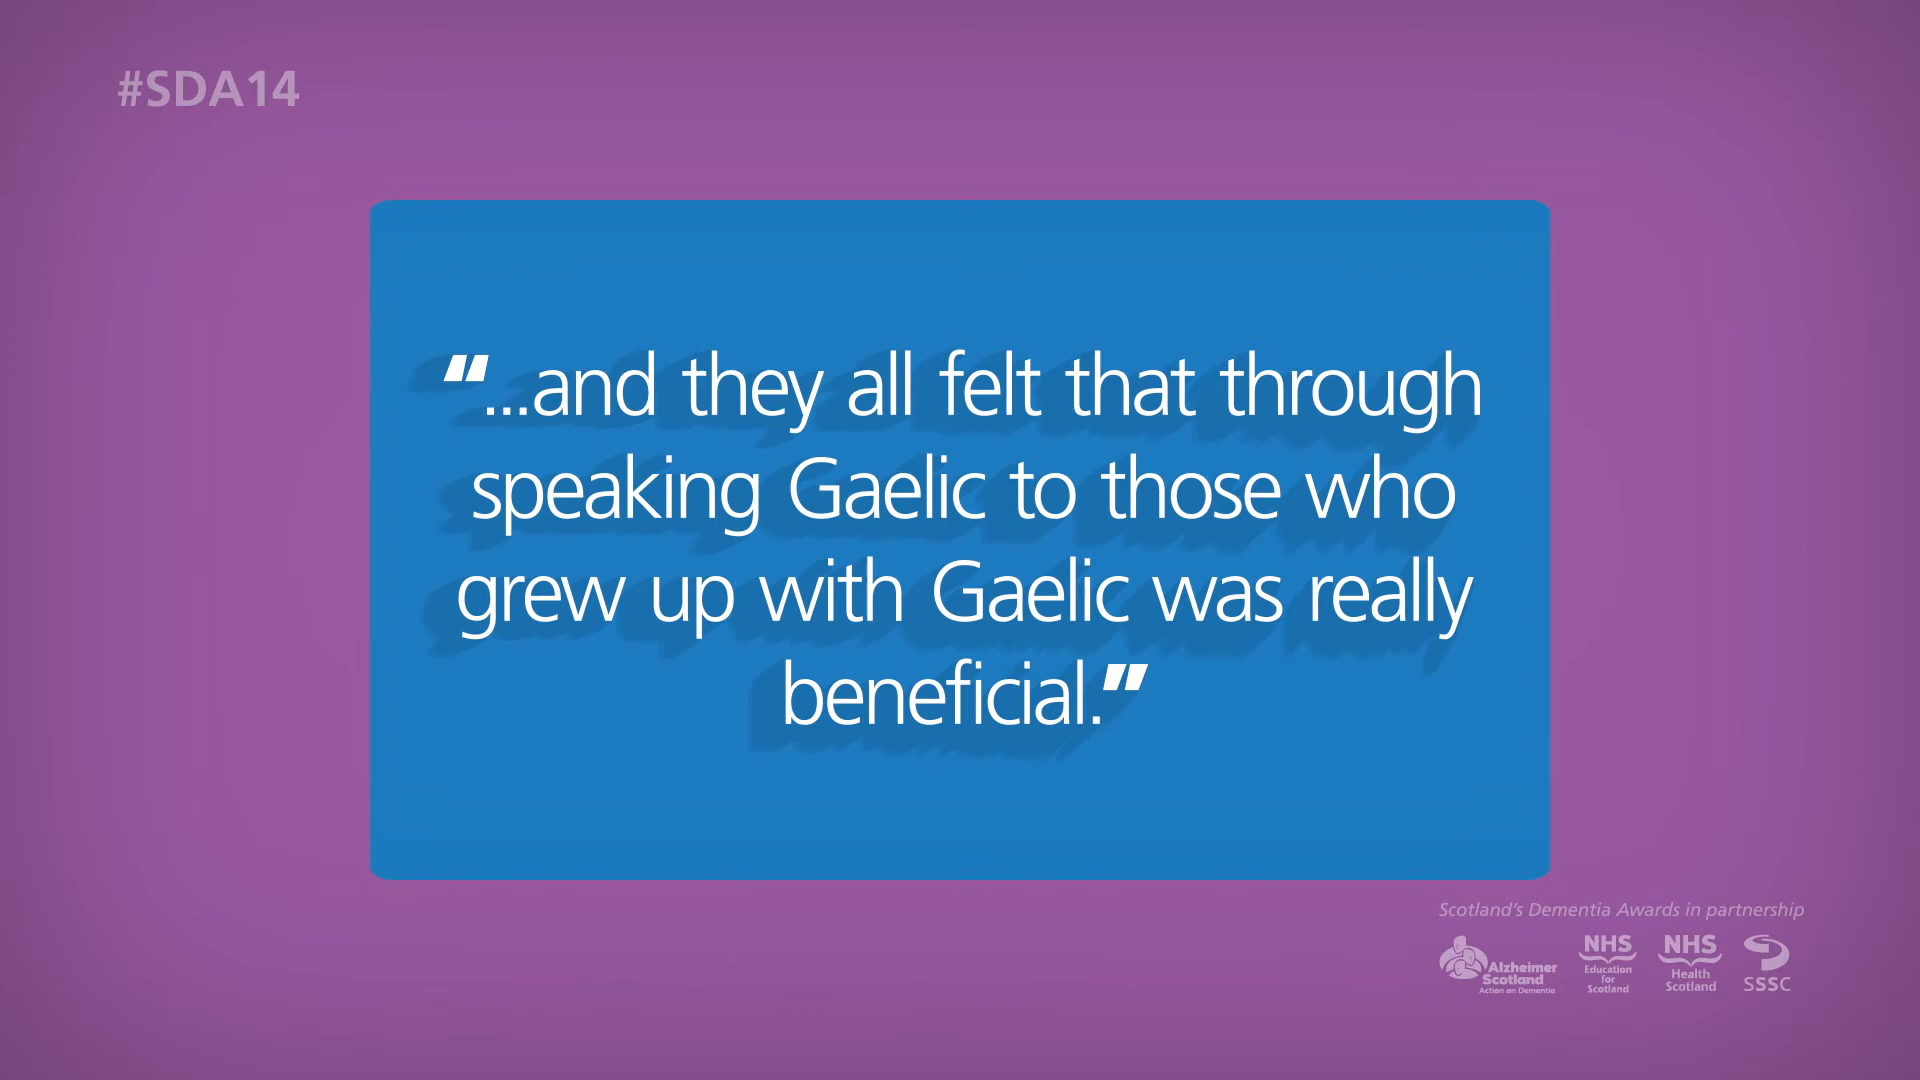 #SDA14
“...and they all felt that through
speaking Gaelic to those who
grew up with Gaelic was really
beneficial.”
Scotland’s Dementia Awards in partnership
Alzheimer
Scotland
Action on Dementia
NHS
Education
for
Scotland
NHS
Health
Scotland
SSSC